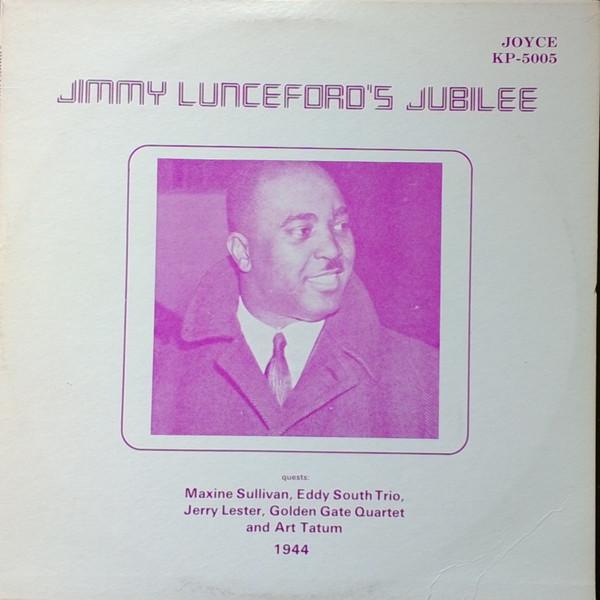 JOYCE
KP-5005
JIMMY LUNCEFORD'S JUBILEE
guests:
Maxine Sullivan, Eddy South Trio,
Jerry Lester, Golden Gate Quartet
and Art Tatum
1944